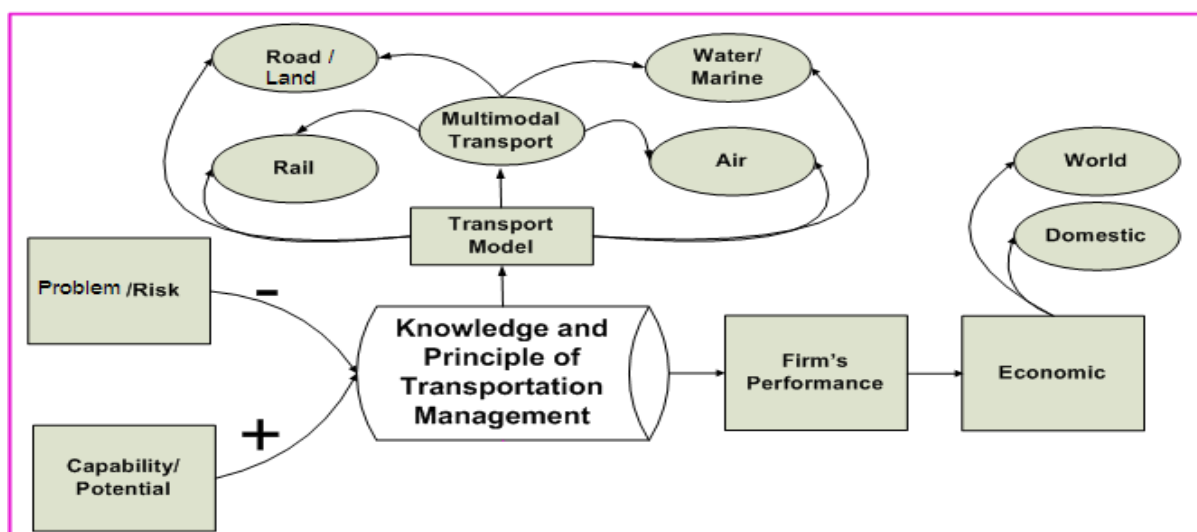 Road /
Land
Water/
Marine
Multimodal
Transport
Rail
Air
World
Transport
Model
Domestic
Problem /Risk
-
Knowledge and
Principle of
Transportation
Management
Firm's
Performance
Economic
+
Capability/
Potential